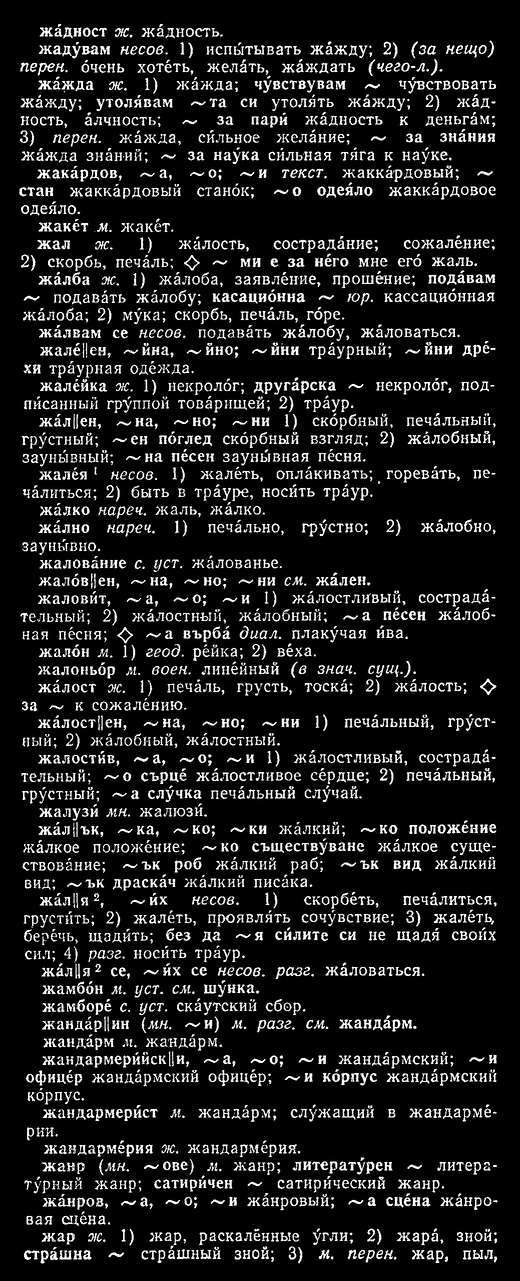 жа́дност ж. жа́дность.
жаду́вам несов. 1) испы́тывать жа́жду; 2) (за нещо)
перен. о́чень хоте́ть, жела́ть, жа́ждать (чего-л.).
жа́жда ж. 1) жа́жда; чу́вствувам ~ чу́вствовать
жа́жду; утоля́вам ~та си утоля́ть жа́жду; 2) жа́д-
ность, а́лчность; ~ за пари́ жа́дность к деньга́м;
3) перен. жа́жда, си́льное жела́ние; ~ за зна́ния
жа́жда зна́ний; ~ за нау́ка си́льная тя́га к нау́ке.
жака́рдов, ~а, ~о; ~и текст. жакка́рдовый; ~
стан жакка́рдовый стано́к; ~о одея́ло жакка́рдовое
одея́ло.
жаке́т м. жаке́т.
жал ж. 1) жа́лость, сострада́ние; сожале́ние;
2) скорбь, печа́ль; ◇ ~ ми е за не́го мне его́ жаль.
жа́лба ж. 1) жа́лоба, заявле́ние, проше́ние; пода́вам
~ подава́ть жа́лобу; касацио́нна ~ юр. кассацио́нная
жа́лоба; 2) му́ка; скорбь, печа́ль, го́ре.
жа́лвам се несов. подава́ть жа́лобу, жа́ловаться.
жале́||ен, ~йна, ~йно; ~йни тра́урный; ~йни дре́-
хи тра́урная оде́жда.
жале́йка ж. 1) некроло́г; друга́рска ~ некроло́г, под-
пи́санный гру́ппой това́рищей; 2) тра́ур.
жа́л||ен, ~на, ~но; ~ни 1) ско́рбный, печа́льный,
гру́стный; ~ен по́глед ско́рбный взгляд; 2) жа́лобный,
зауны́вный; ~на пе́сен зауны́вная пе́сня.
жале́я ¹ несов. 1) жале́ть, опла́кивать; горева́ть, пе-
ча́литься; 2) быть в тра́уре, носи́ть тра́ур.
жа́лко нареч. жаль, жа́лко.
жа́лно нареч. 1) печа́льно, гру́стно; 2) жа́лобно,
зауны́вно.
жалова́ние с. уст. жа́лованье.
жало́в||ен, ~на, ~но; ~ни см. жа́лен.
жалови́т, ~а, ~о; ~и 1) жа́лостливый, сострада́-
тельный; 2) жа́лостный, жа́лобный; ~а пе́сен жа́лоб-
ная пе́сня; ◇ ~а върба́ диал. плаку́чая и́ва.
жало́н м. 1) геод. ре́йка; 2) ве́ха.
жалоньо́р м. воен. лине́йный (в знач. сущ.).
жа́лост ж. 1) печа́ль, грусть, тоска́; 2) жа́лость; ◇
за ~ к сожале́нию.
жа́лост||ен, ~на, ~но; ~ни 1) печа́льный, гру́ст-
ный; 2) жа́лобный, жа́лостный.
жалости́в, ~а, ~о; ~и 1) жа́лостливый, сострада́-
тельный; ~о сърце́ жа́лостливое се́рдце; 2) печа́льный,
гру́стный; ~а слу́чка печа́льный слу́чай.
жалузи́ мн. жалюзи́.
жа́л||ък, ~ка, ~ко; ~ки жа́лкий; ~ко положе́ние
жа́лкое положе́ние; ~ко съществу́ване жа́лкое суще-
ствова́ние; ~ък роб жа́лкий раб; ~ък вид жа́лкий
вид; ~ък драска́ч жа́лкий писа́ка.
жа́л||я ², ~их несов. 1) скорбе́ть, печа́литься,
грусти́ть; 2) жале́ть, проявля́ть сочу́вствие; 3) жале́ть,
бере́чь, щади́ть; без да ~я си́лите си не щадя́ свои́х
сил; 4) разг. носи́ть тра́ур.
жа́л||я ² се, ~их се несов. разг. жа́ловаться.
жамбо́н м. уст. см. шу́нка.
жамборе́ с. уст. ска́утский сбор.
жанда́р||ин (мн. ~и) м. разг. см. жанда́рм.
жанда́рм м. жанда́рм.
жандармери́йск||и, ~а, ~о; ~и жанда́рмский; ~и
офице́р жанда́рмский офице́р; ~и ко́рпус жанда́рмский
ко́рпус.
жандармери́ст м. жанда́рм; слу́жащий в жандарме́-
рии.
жандарме́рия ж. жандарме́рия.
жанр (мн. ~ове) м. жанр; литерату́рен ~ литера-
ту́рный жанр; сатири́чен ~ сатири́ческий жанр.
жа́нров, ~а, ~о; ~и жа́нровый; ~а сце́на жа́нро-
вая сце́на.
жар ж. 1) жар, раскалённые у́гли; 2) жара́, зной;
стра́шна ~ стра́шный зной; 3) м. перен. жар, пыл,